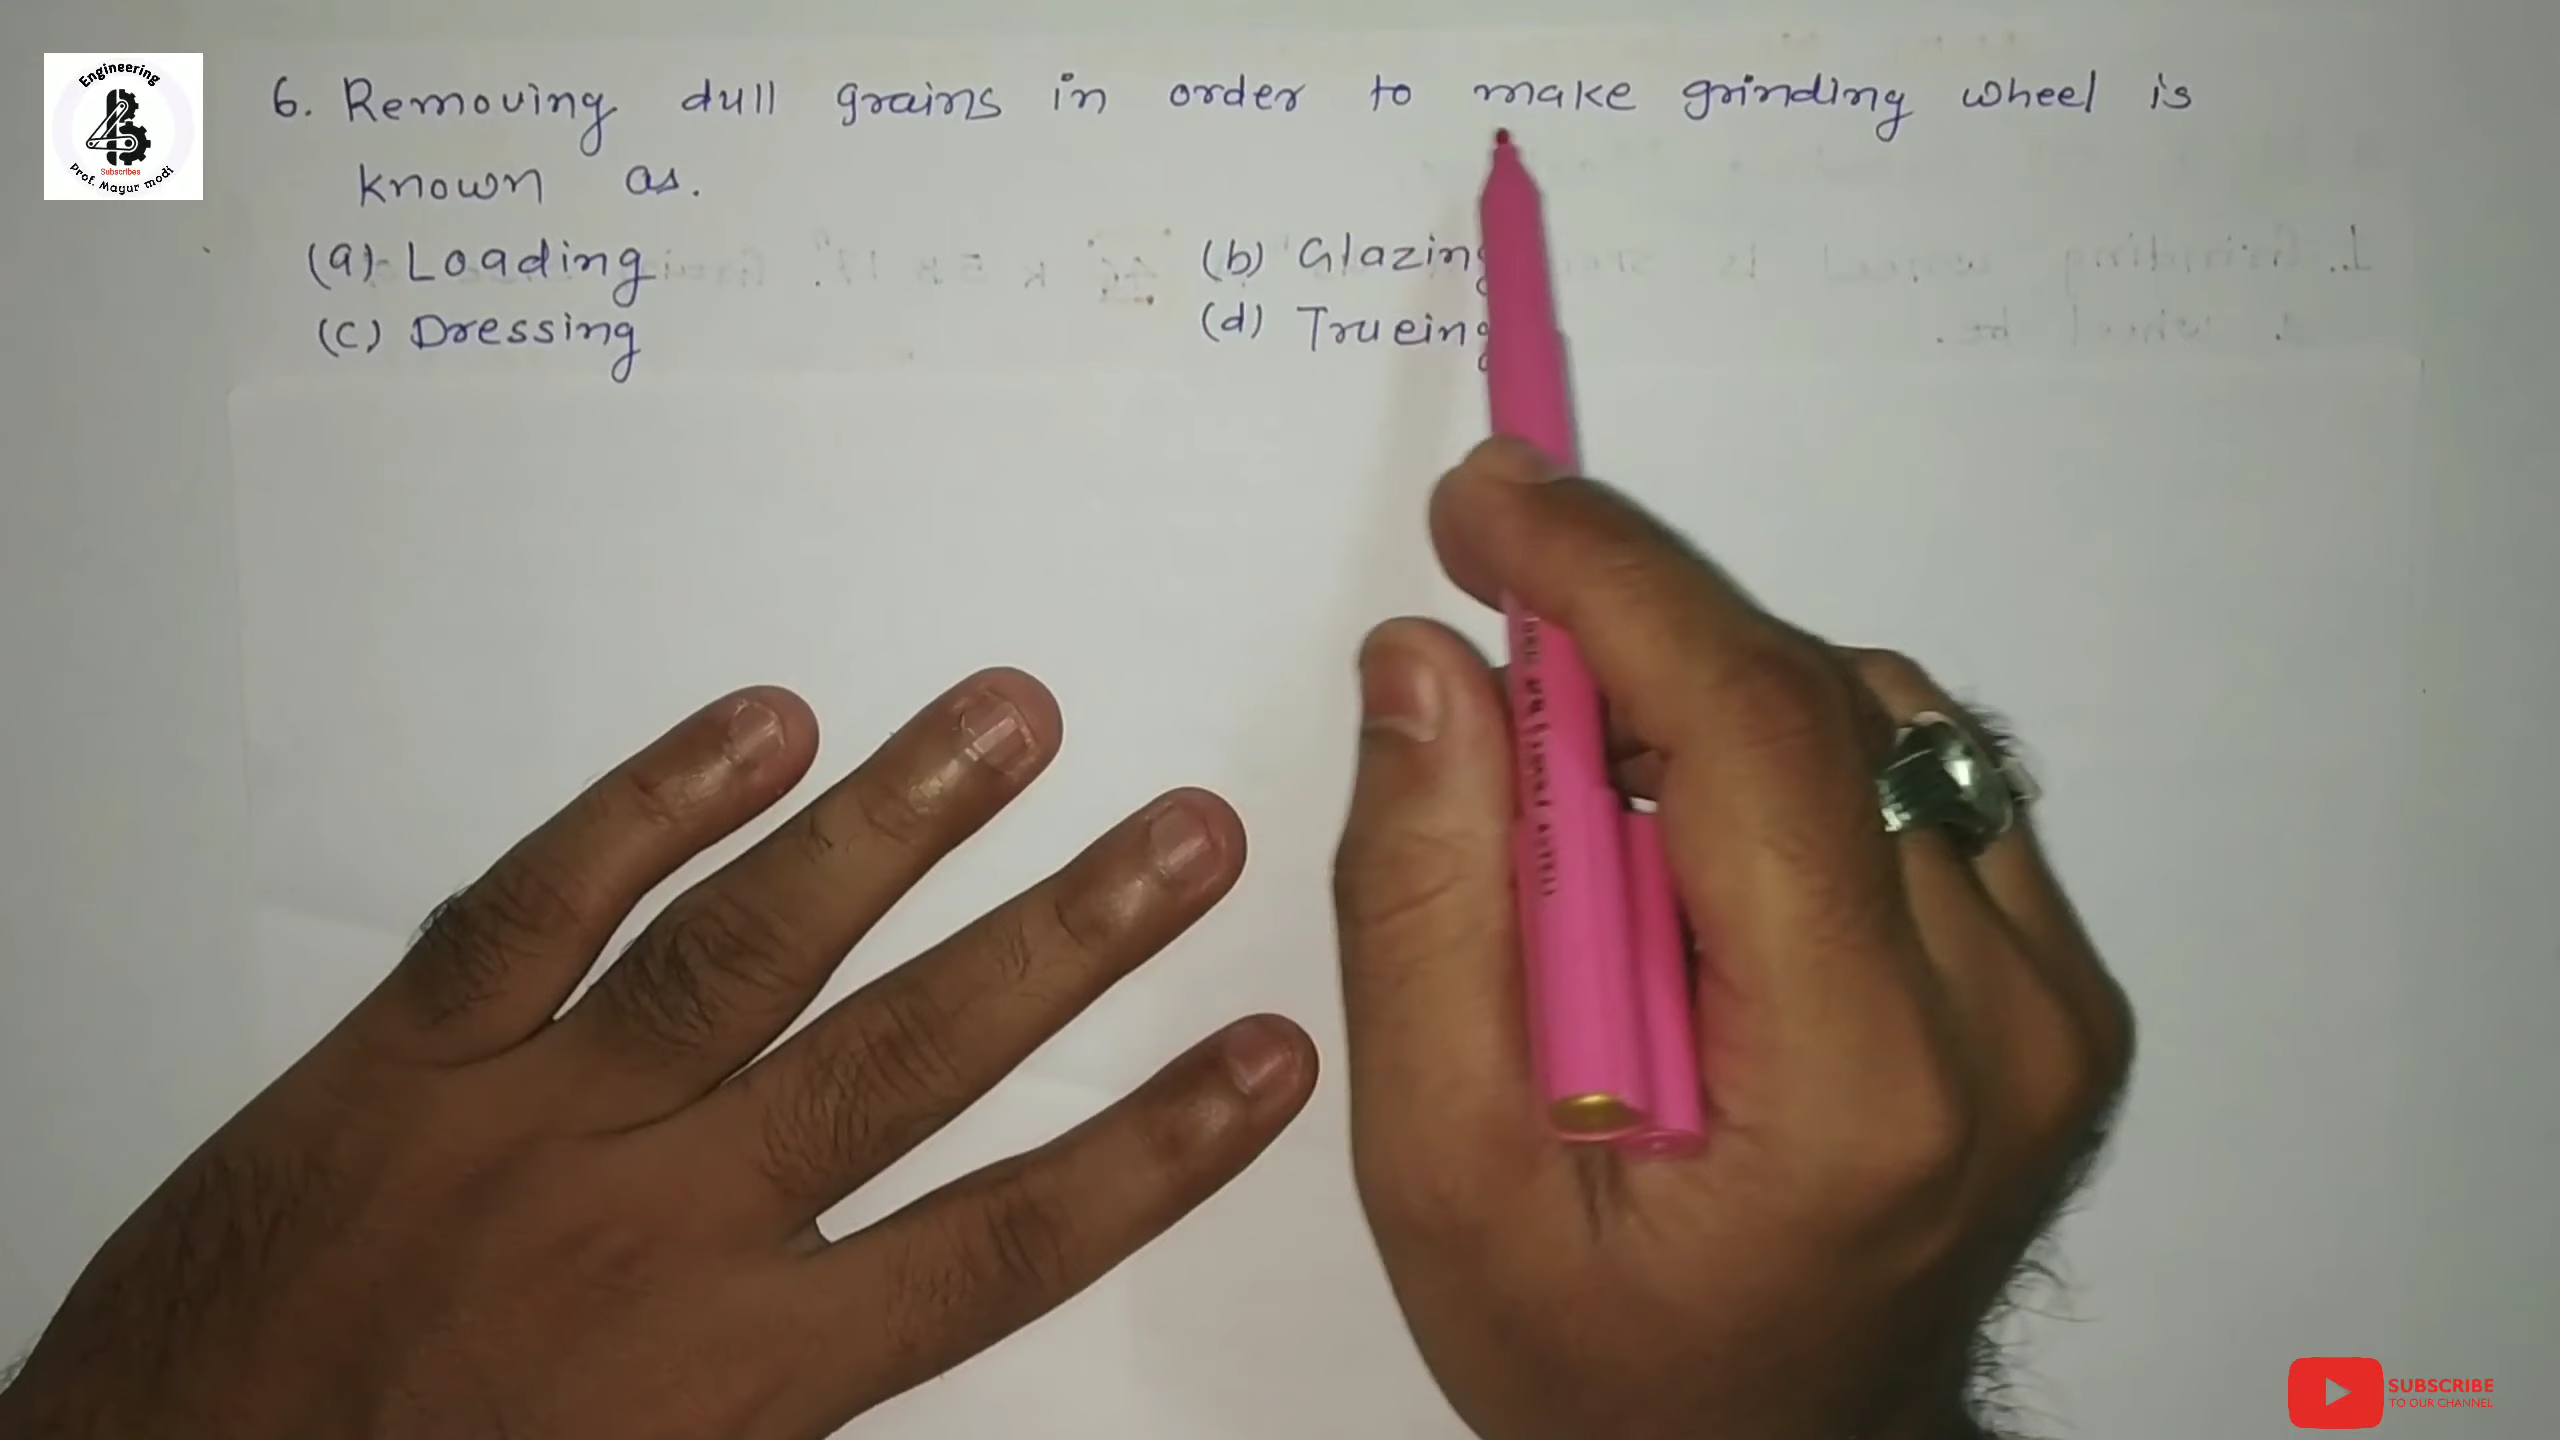 Engineering
Subscribes
Prof. Mayur modi
6. Removing dull grains in order to make grinding wheel is
known as.
(a) Loading
(b) Glazing
(c) Dressing
(d) Trueing
SUBSCRIBE
TO OUR CHANNEL